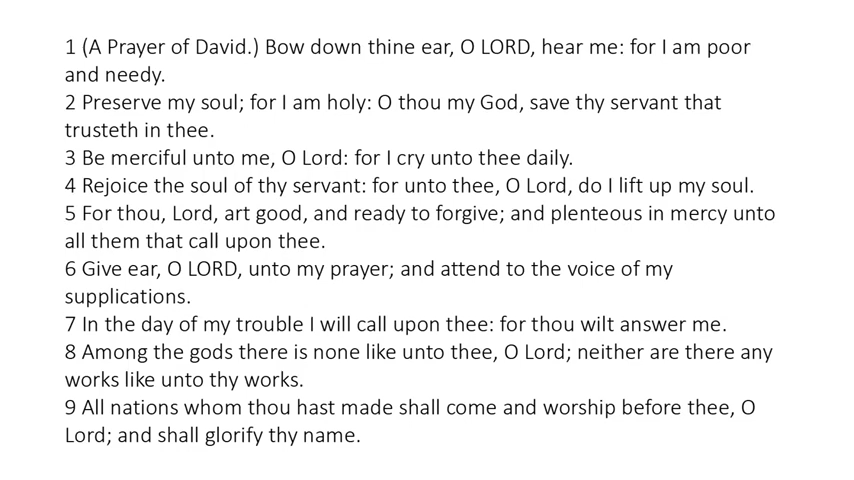 1 (A Prayer of David.) Bow down thine ear, O LORD, hear me: for I am poor
and needy.
2 Preserve my soul; for I am holy: O thou my God, save thy servant that
trusteth in thee.
3 Be merciful unto me, O Lord: for I cry unto thee daily.
4 Rejoice the soul of thy servant: for unto thee, O Lord, do I lift up my soul.
5 For thou, Lord, art good, and ready to forgive; and plenteous in mercy unto
all them that call upon thee.
6 Give ear, O LORD, unto my prayer; and attend to the voice of my
supplications.
7 In the day of my trouble I will call upon thee: for thou wilt answer me.
8 Among the gods there is none like unto thee, O Lord; neither are there any
works like unto thy works.
9 All nations whom thou hast made shall come and worship before thee, O
Lord; and shall glorify thy name.